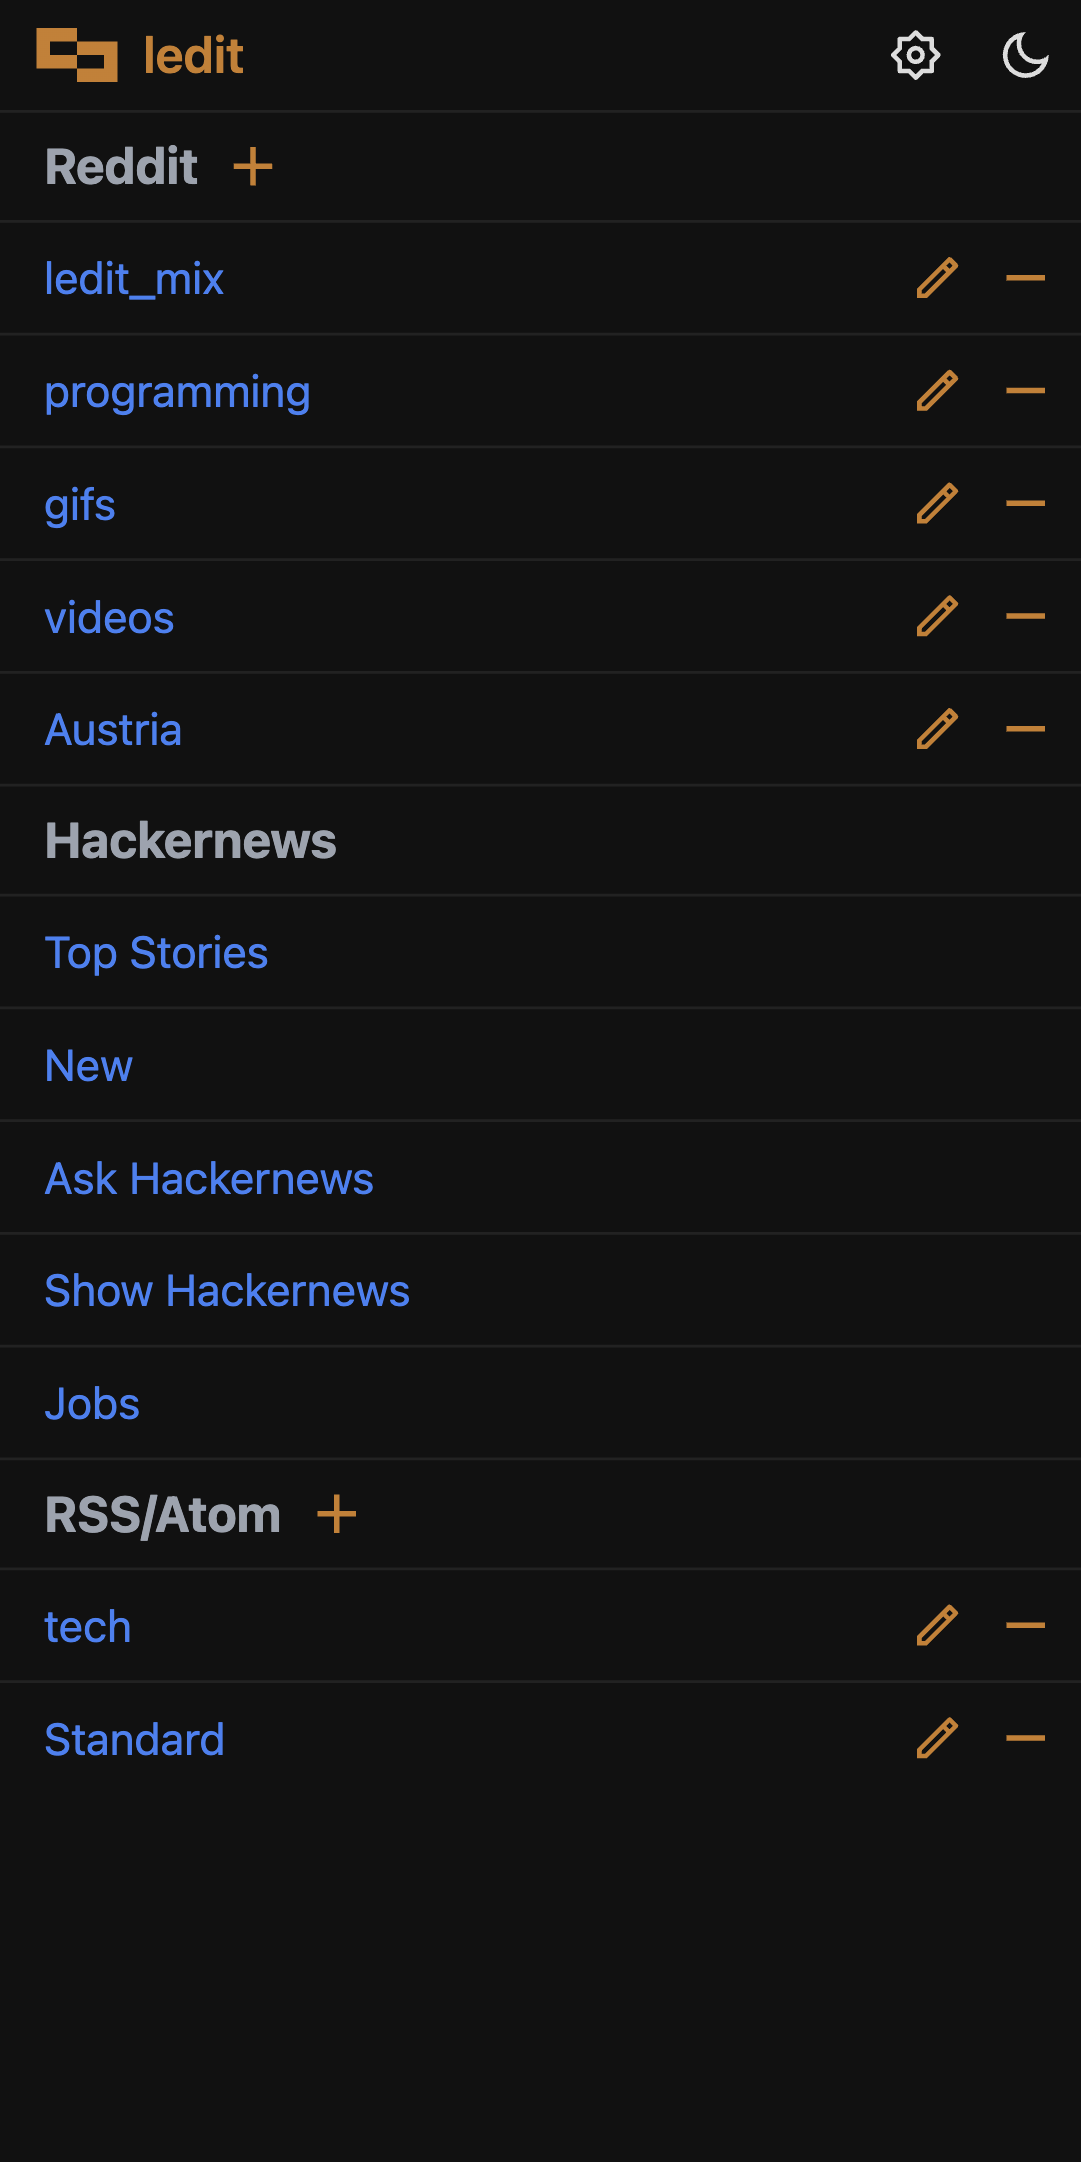 ledit
Reddit
ledit_mix
programming
gifs
videos
Austria
Hackernews
Top Stories
New
Ask Hackernews
Show Hackernews
Jobs
RSS/Atom
tech
Standard